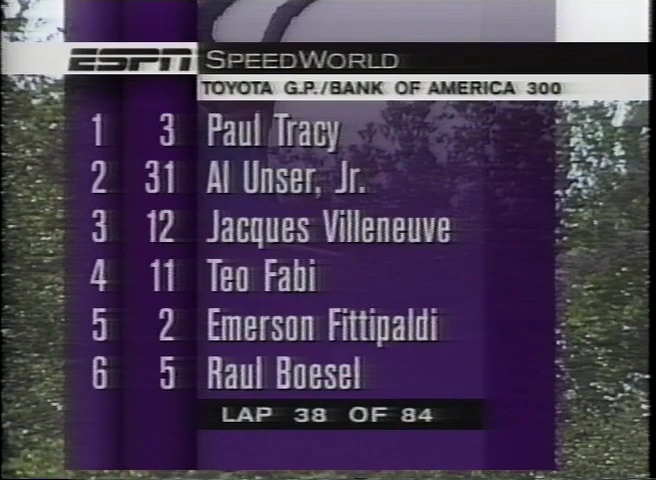 ESPN SPEEDWORLD
TOYOTA G.P./BANK OF AMERICA 300
1 3 Paul Tracy
2 31 Al Unser, Jr.
3 12 Jacques Villeneuve
4 11 Teo Fabi
5 2 Emerson Fittipaldi
6 5 Raul Boesel
LAP 38 OF 84